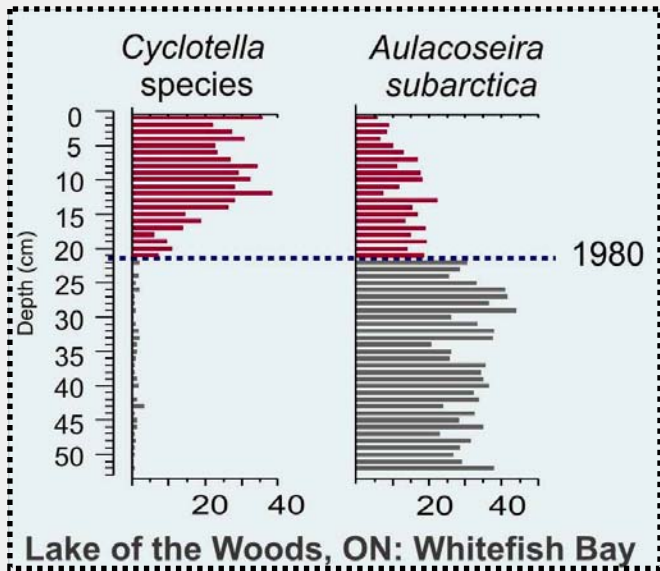 Cyclotella
species
Aulacoseira
subarctica
0
5
10
15
20
25
30
35
40
45
50
Depth (cm)
1980
20 40
20 40
Lake of the Woods, ON: Whitefish Bay